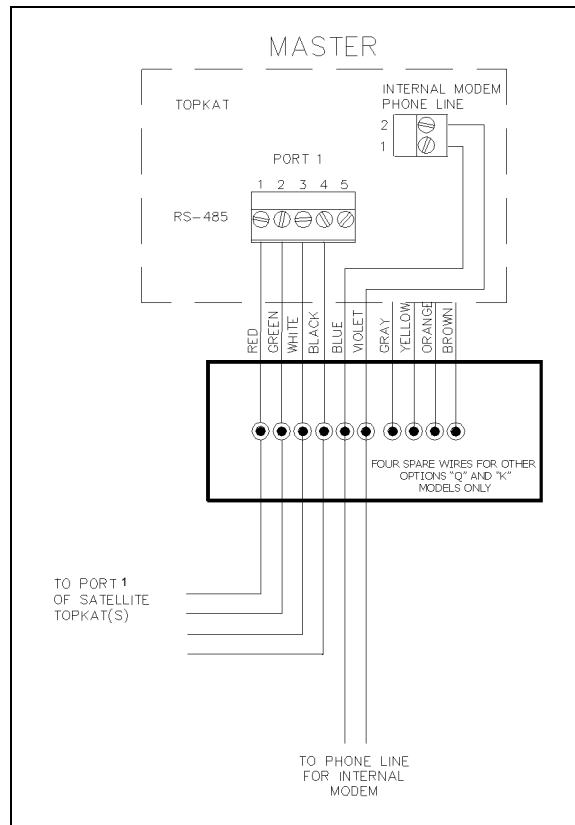 MASTER
TOPKAT
INTERNAL MODEM
PHONE LINE
2
1
PORT 1
1 2 3 4 5
RS-485
RED
GREEN
WHITE
BLACK
BLUE
VIOLET
GRAY
YELLOW
ORANGE
BROWN
FOUR SPARE WIRES FOR OTHER
OPTIONS "Q" AND "K"
MODELS ONLY
TO PORT 1
OF SATELLITE
TOPKAT(S)
TO PHONE LINE
FOR INTERNAL
MODEM